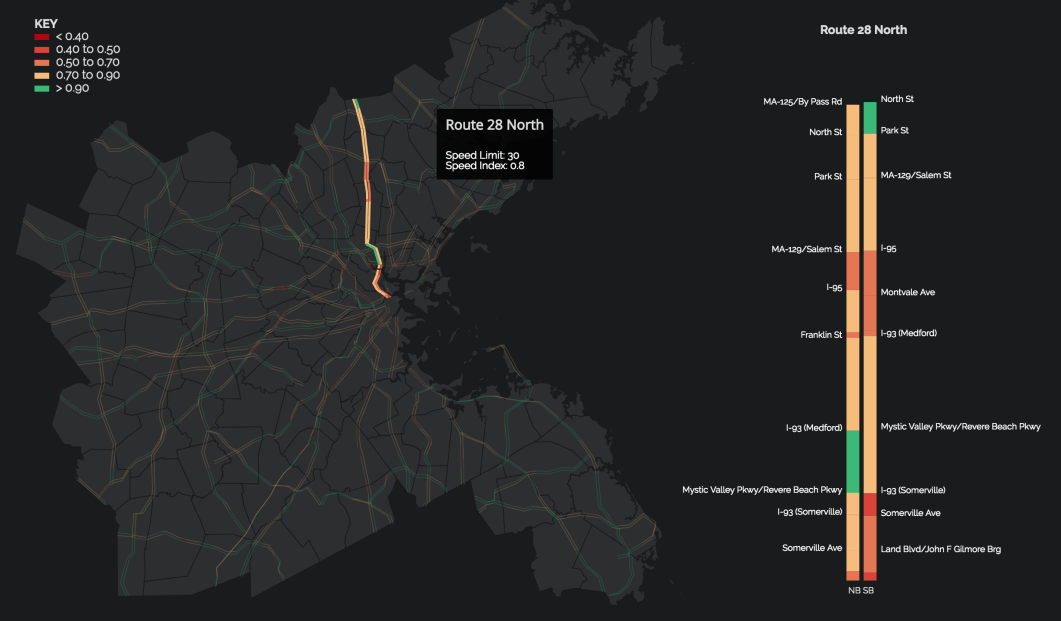 KEY
< 0.40
0.40 to 0.50
0.50 to 0.70
0.70 to 0.90
> 0.90
Route 28 North
Speed Limit: 30
Speed Index: 0.8
Route 28 North
MA-125/By Pass Rd
North St
Park St
MA-129/Salem St
I-95
Franklin St
I-93 (Medford)
Mystic Valley Pkwy/Revere Beach Pkwy
I-93 (Somerville)
Somerville Ave
North St
Park St
MA-129/Salem St
I-95
Montvale Ave
I-93 (Medford)
Mystic Valley Pkwy/Revere Beach Pkwy
I-93 (Somerville)
Somerville Ave
Land Blvd/John F Gilmore Brg
NB SB